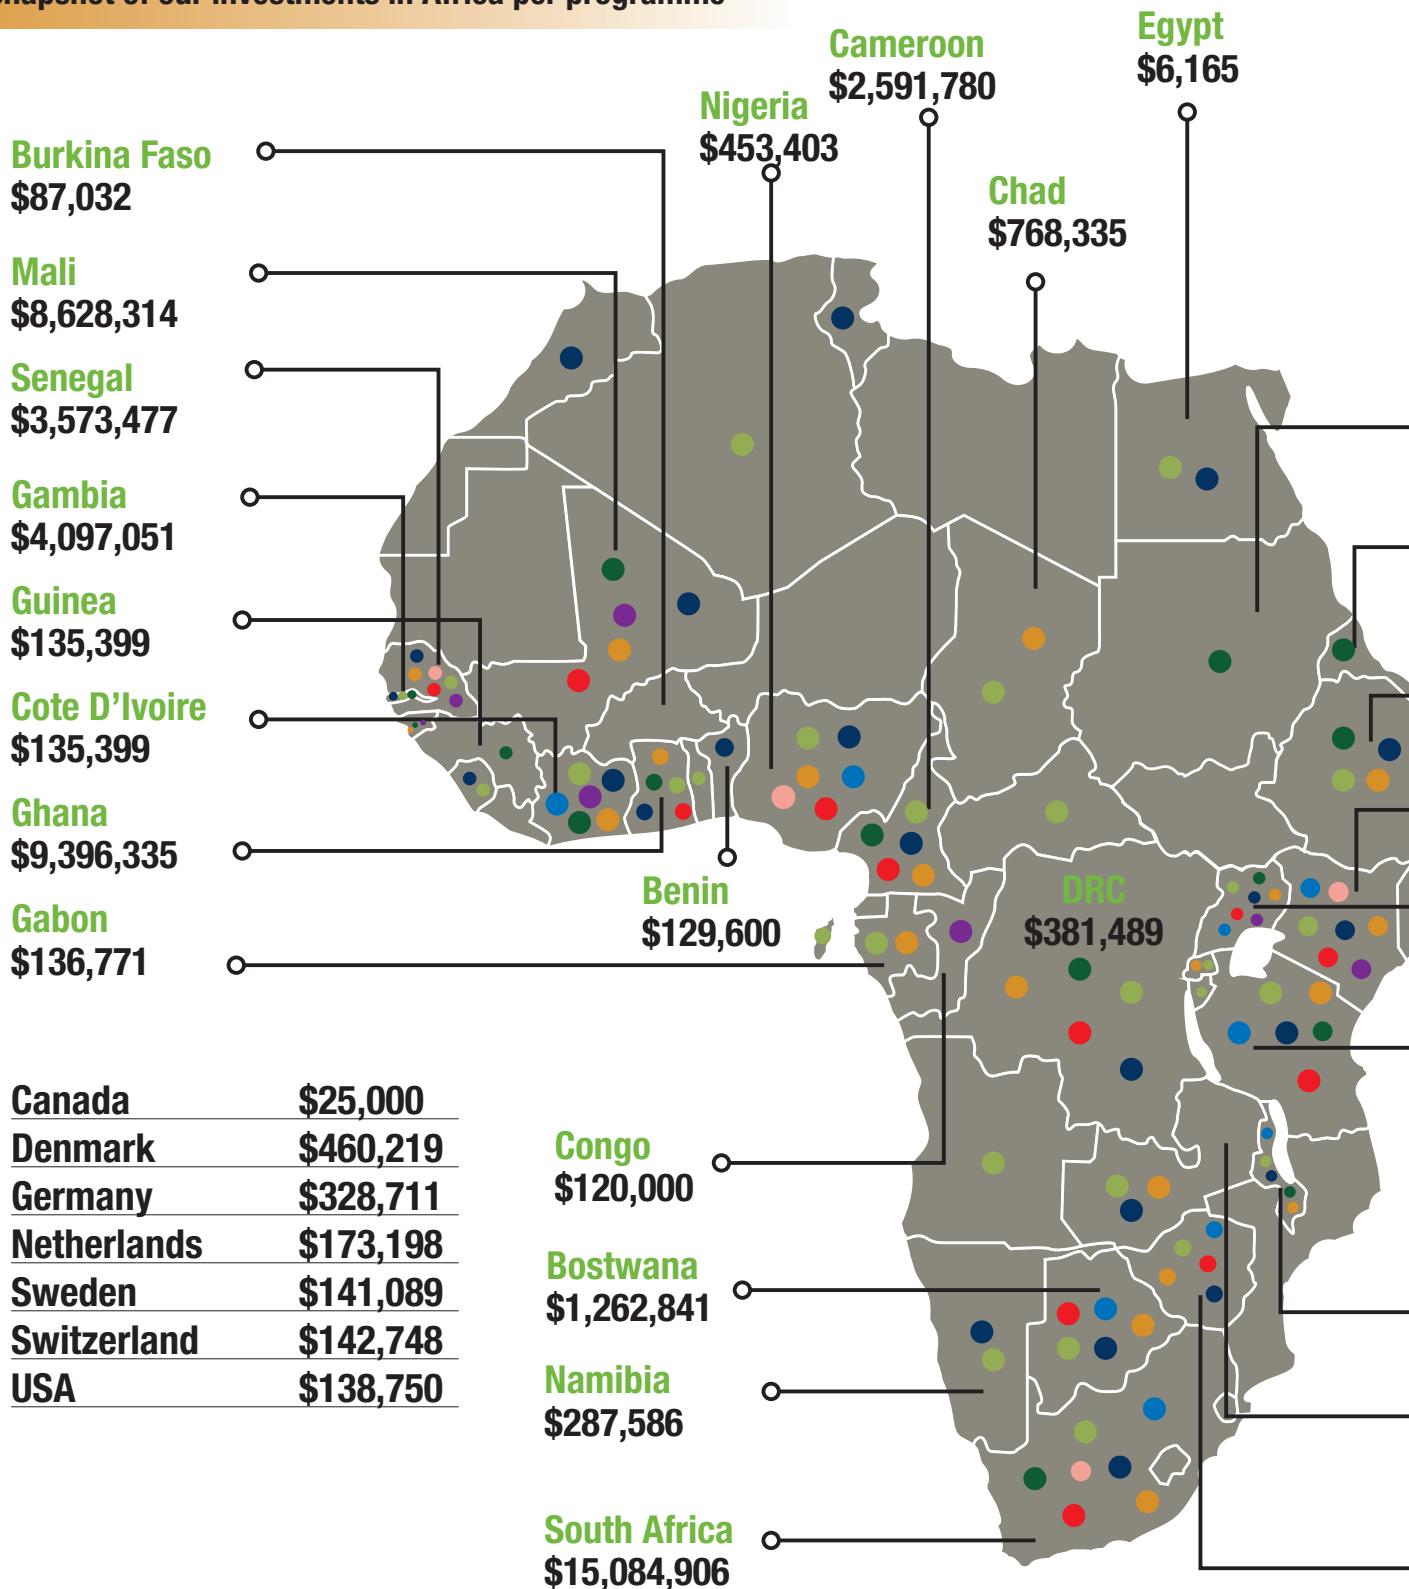 snapshot of our investments in Africa per programme
Cameroon
$2,591,780
Egypt
$6,165
Nigeria
$453,403
Chad
$768,335
Burkina Faso
$87,032
Mali
$8,628,314
Senegal
$3,573,477
Gambia
$4,097,051
Guinea
$135,399
Cote D’Ivoire
$135,399
Ghana
$9,396,335
Gabon
$136,771
Benin
$129,600
DRC
$381,489
Canada $25,000
Denmark $460,219
Germany $328,711
Netherlands $173,198
Sweden $141,089
Switzerland $142,748
USA $138,750
Congo
$120,000
Bostwana
$1,262,841
Namibia
$287,586
South Africa
$15,084,906